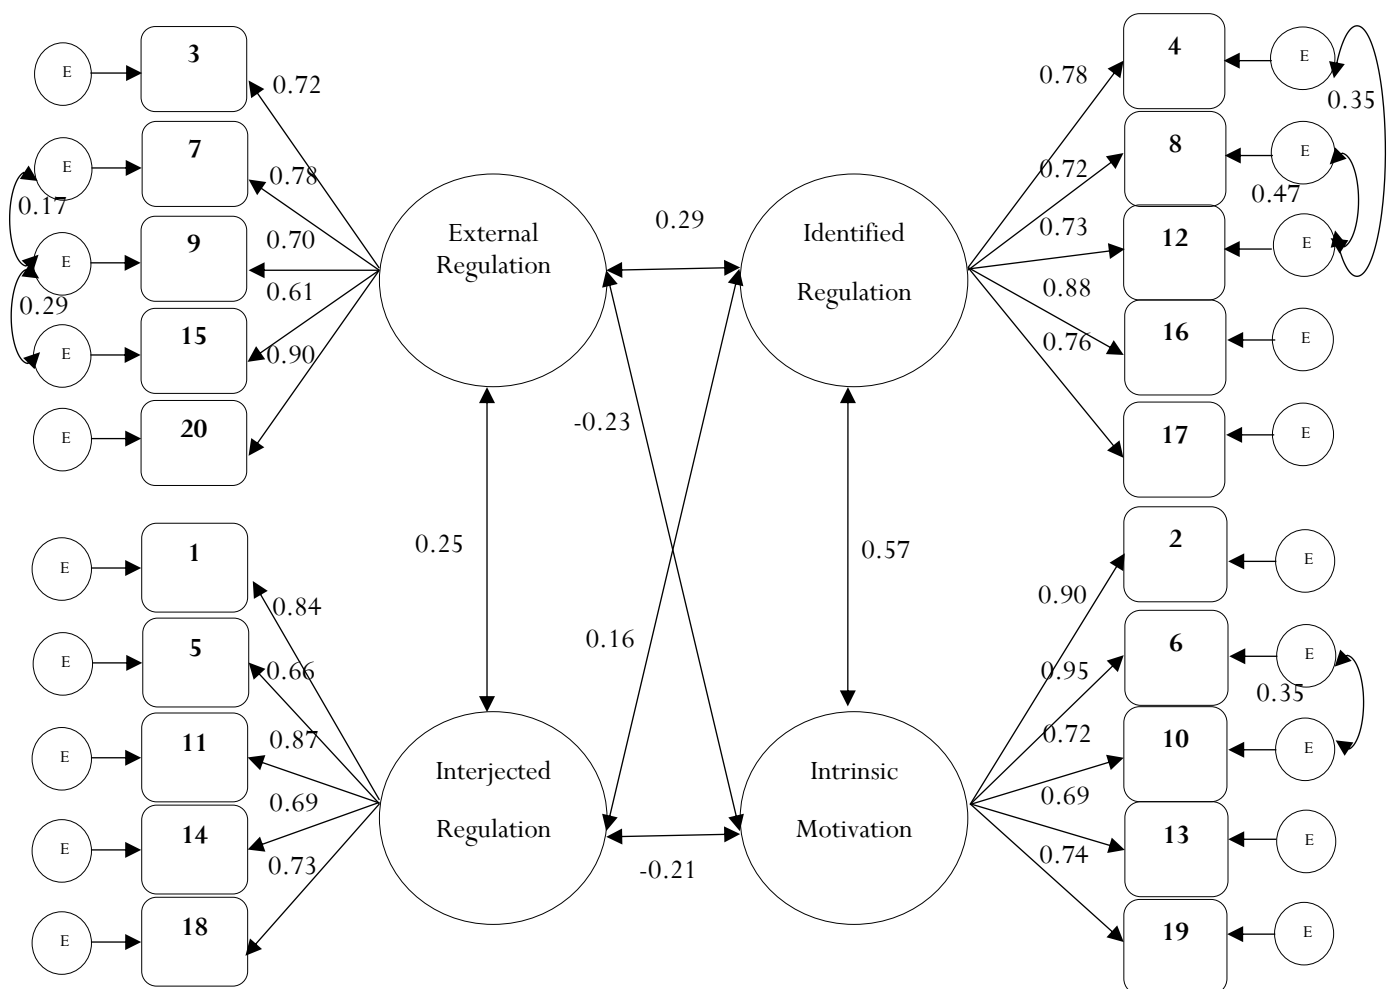 3
E
0.72
7
E
0.78
0.17
9
E
0.70
0.61
0.29
15
E
0.90
20
E
External
Regulation
0.29
Identified
Regulation
4
E
0.78
0.35
8
E
0.72
0.47
12
E
0.73
0.88
16
E
0.76
17
E
-0.23
0.25
0.57
0.16
-0.21
1
E
0.84
5
E
0.66
11
E
0.87
0.69
14
E
0.73
18
E
Interjected
Regulation
Intrinsic
Motivation
2
E
0.90
6
E
0.95
0.35
10
E
0.72
0.69
13
E
0.74
19
E